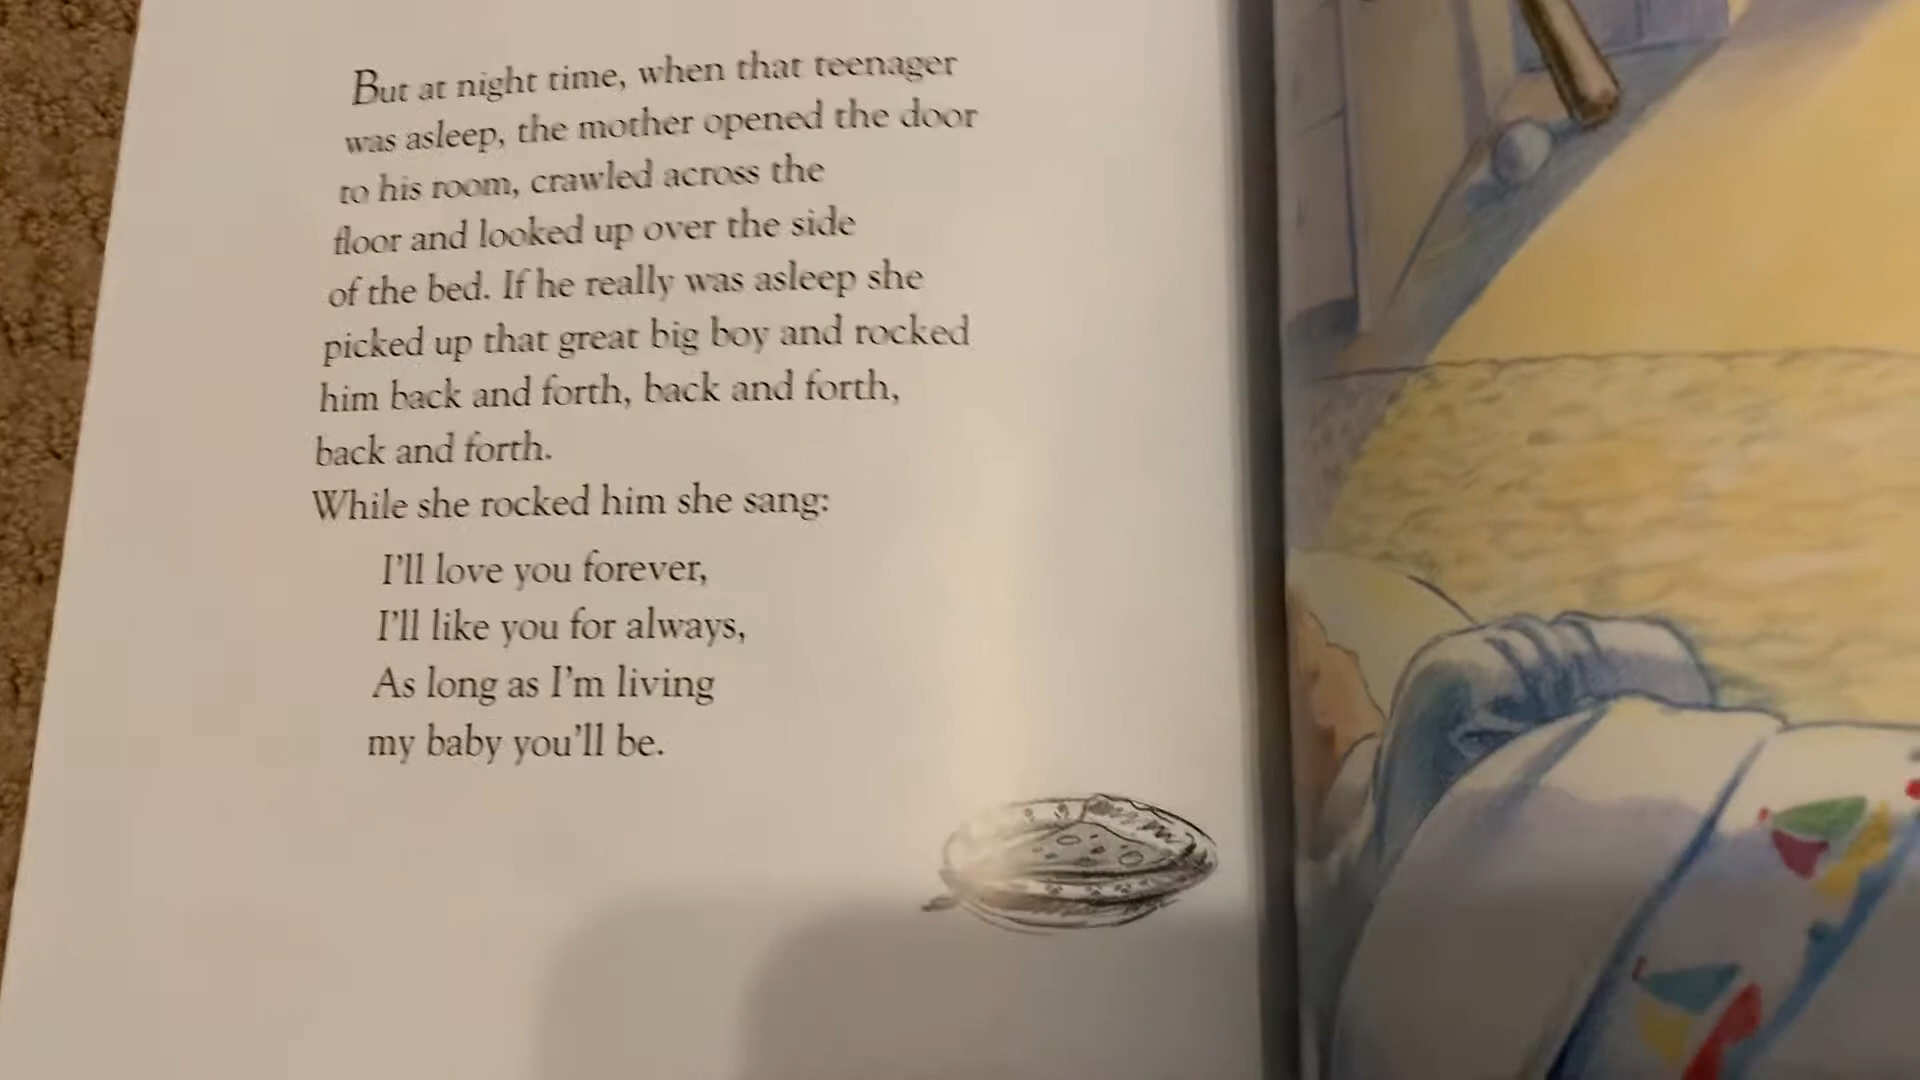 But at night time, when that teenager
was asleep, the mother opened the door
to his room, crawled across the
floor and looked up over the side
of the bed. If he really was asleep she
picked up that great big boy and rocked
him back and forth, back and forth,
back and forth.
While she rocked him she sang:
I'll love you forever,
I'll like you for always,
As long as I'm living
my baby you'll be.